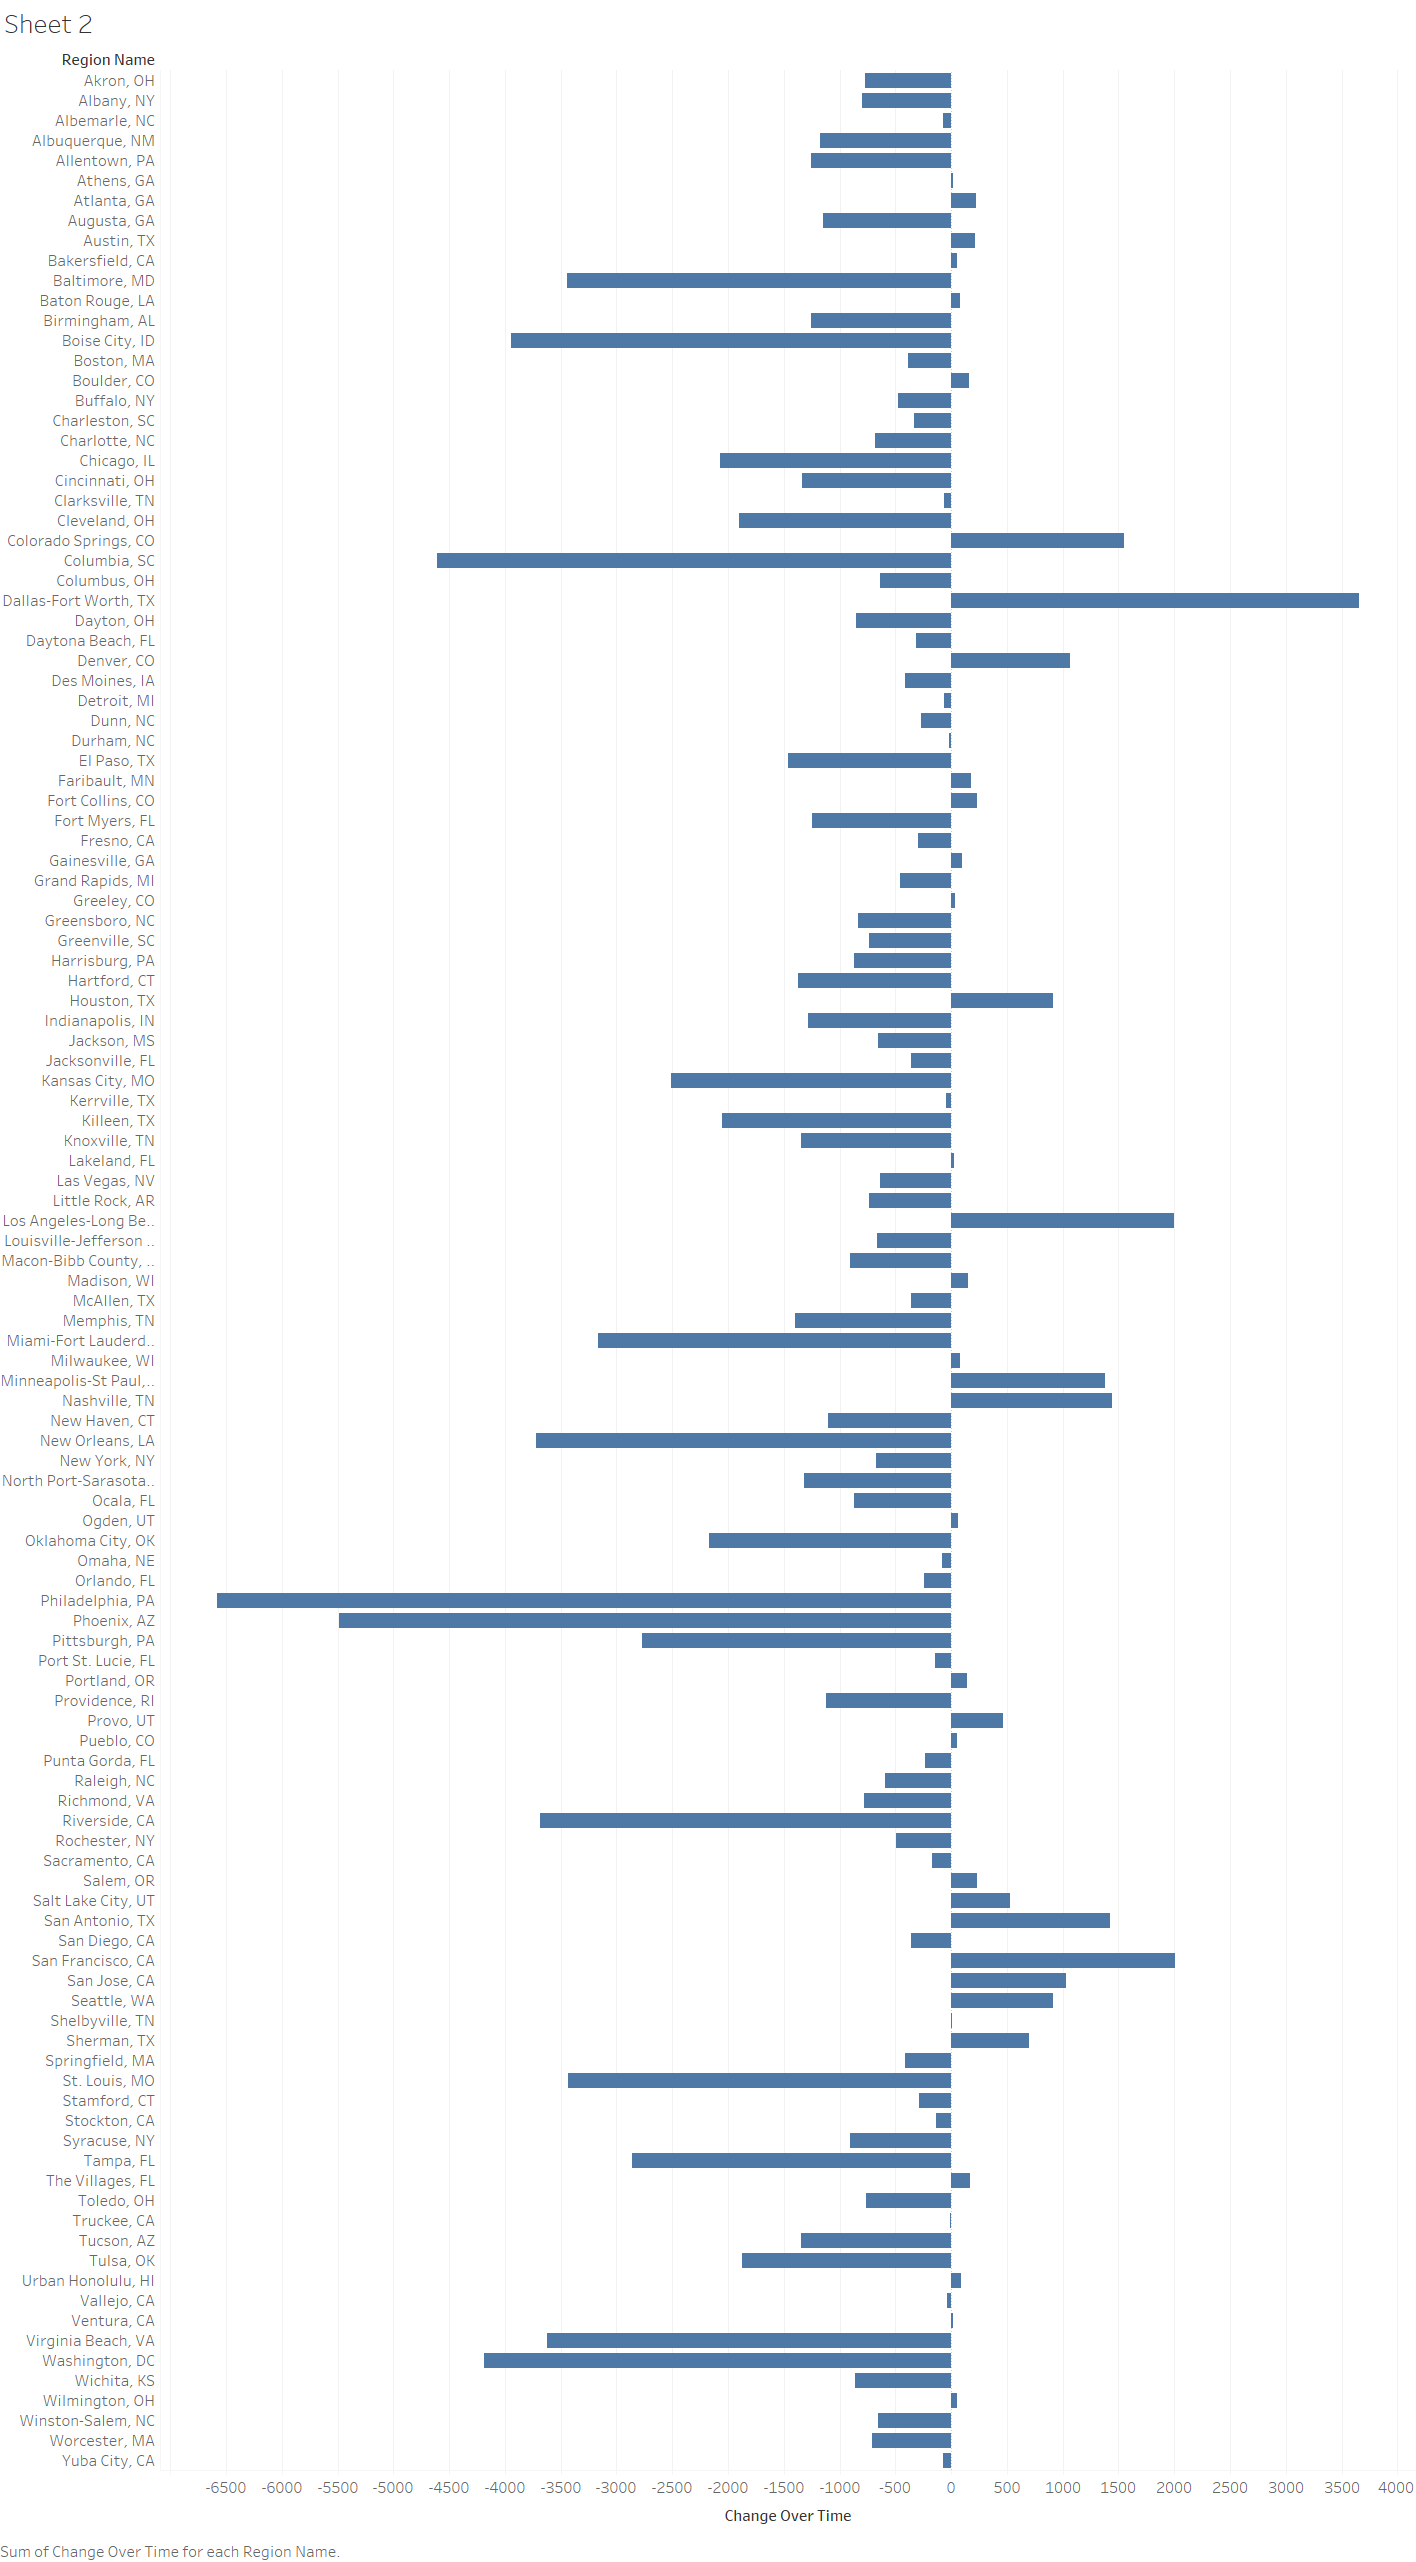 Sheet 2
Region Name
Akron, OH
Albany, NY
Albemarle, NC
Albuquerque, NM
Allentown, PA
Athens, GA
Atlanta, GA
Augusta, GA
Austin, TX
Bakersfield, CA
Baltimore, MD
Baton Rouge, LA
Birmingham, AL
Boise City, ID
Boston, MA
Boulder, CO
Buffalo, NY
Charleston, SC
Charlotte, NC
Chicago, IL
Cincinnati, OH
Clarksville, TN
Cleveland, OH
Colorado Springs, CO
Columbia, SC
Columbus, OH
Dallas-Fort Worth, TX
Dayton, OH
Daytona Beach, FL
Denver, CO
Des Moines, IA
Detroit, MI
Dunn, NC
Durham, NC
El Paso, TX
Faribault, MN
Fort Collins, CO
Fort Myers, FL
Fresno, CA
Gainesville, GA
Grand Rapids, MI
Greeley, CO
Greensboro, NC
Greenville, SC
Harrisburg, PA
Hartford, CT
Houston, TX
Indianapolis, IN
Jackson, MS
Jacksonville, FL
Kansas City, MO
Kerrville, TX
Killeen, TX
Knoxville, TN
Lakeland, FL
Las Vegas, NV
Little Rock, AR
Los Angeles-Long Be..
Louisville-Jefferson ..
Macon-Bibb County, ..
Madison, WI
McAllen, TX
Memphis, TN
Miami-Fort Lauderd..
Milwaukee, WI
Minneapolis-St Paul,..
Nashville, TN
New Haven, CT
New Orleans, LA
New York, NY
North Port-Sarasota..
Ocala, FL
Ogden, UT
Oklahoma City, OK
Omaha, NE
Orlando, FL
Philadelphia, PA
Phoenix, AZ
Pittsburgh, PA
Port St. Lucie, FL
Portland, OR
Providence, RI
Provo, UT
Pueblo, CO
Punta Gorda, FL
Raleigh, NC
Richmond, VA
Riverside, CA
Rochester, NY
Sacramento, CA
Salem, OR
Salt Lake City, UT
San Antonio, TX
San Diego, CA
San Francisco, CA
San Jose, CA
Seattle, WA
Shelbyville, TN
Sherman, TX
Springfield, MA
St. Louis, MO
Stamford, CT
Stockton, CA
Syracuse, NY
Tampa, FL
The Villages, FL
Toledo, OH
Truckee, CA
Tucson, AZ
Tulsa, OK
Urban Honolulu, HI
Vallejo, CA
Ventura, CA
Virginia Beach, VA
Washington, DC
Wichita, KS
Wilmington, OH
Winston-Salem, NC
Worcester, MA
Yuba City, CA
-6500 -6000 -5500 -5000 -4500 -4000 -3500 -3000 -2500 -2000 -1500 -1000 -500 0 500 1000 1500 2000 2500 3000 3500 4000
Change Over Time
Sum of Change Over Time for each Region Name.